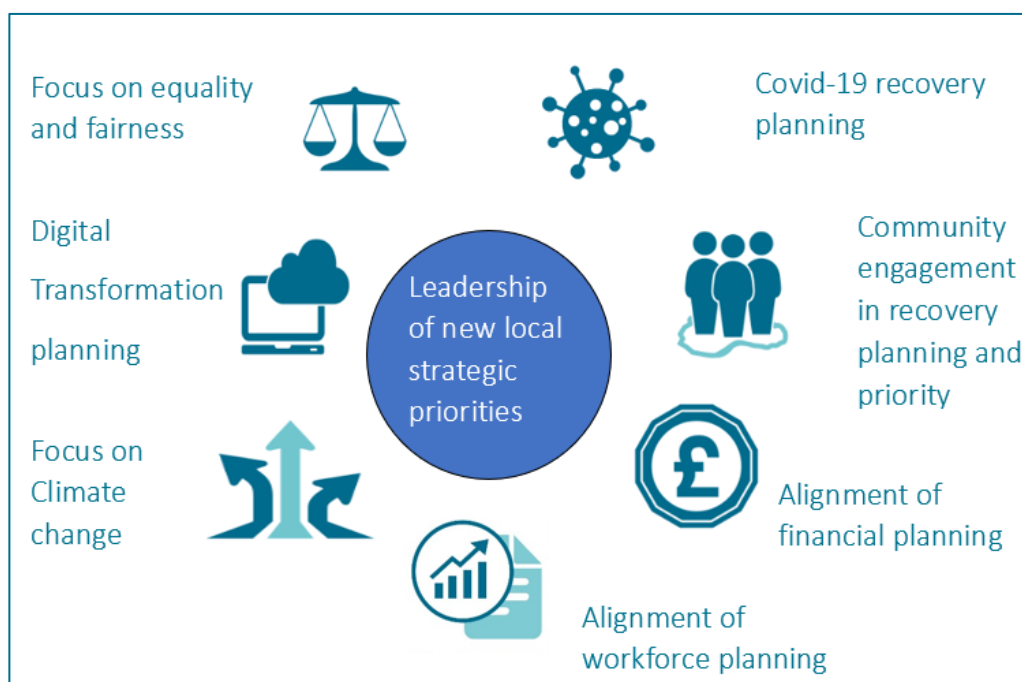 Focus on equality
and fairness
Covid-19 recovery
planning
Digital
Transformation
planning
Leadership
of new local
strategic
priorities
Community
engagement
in recovery
planning and
priority
Focus on
Climate
change
£
Alignment of
financial planning
Alignment of
workforce planning